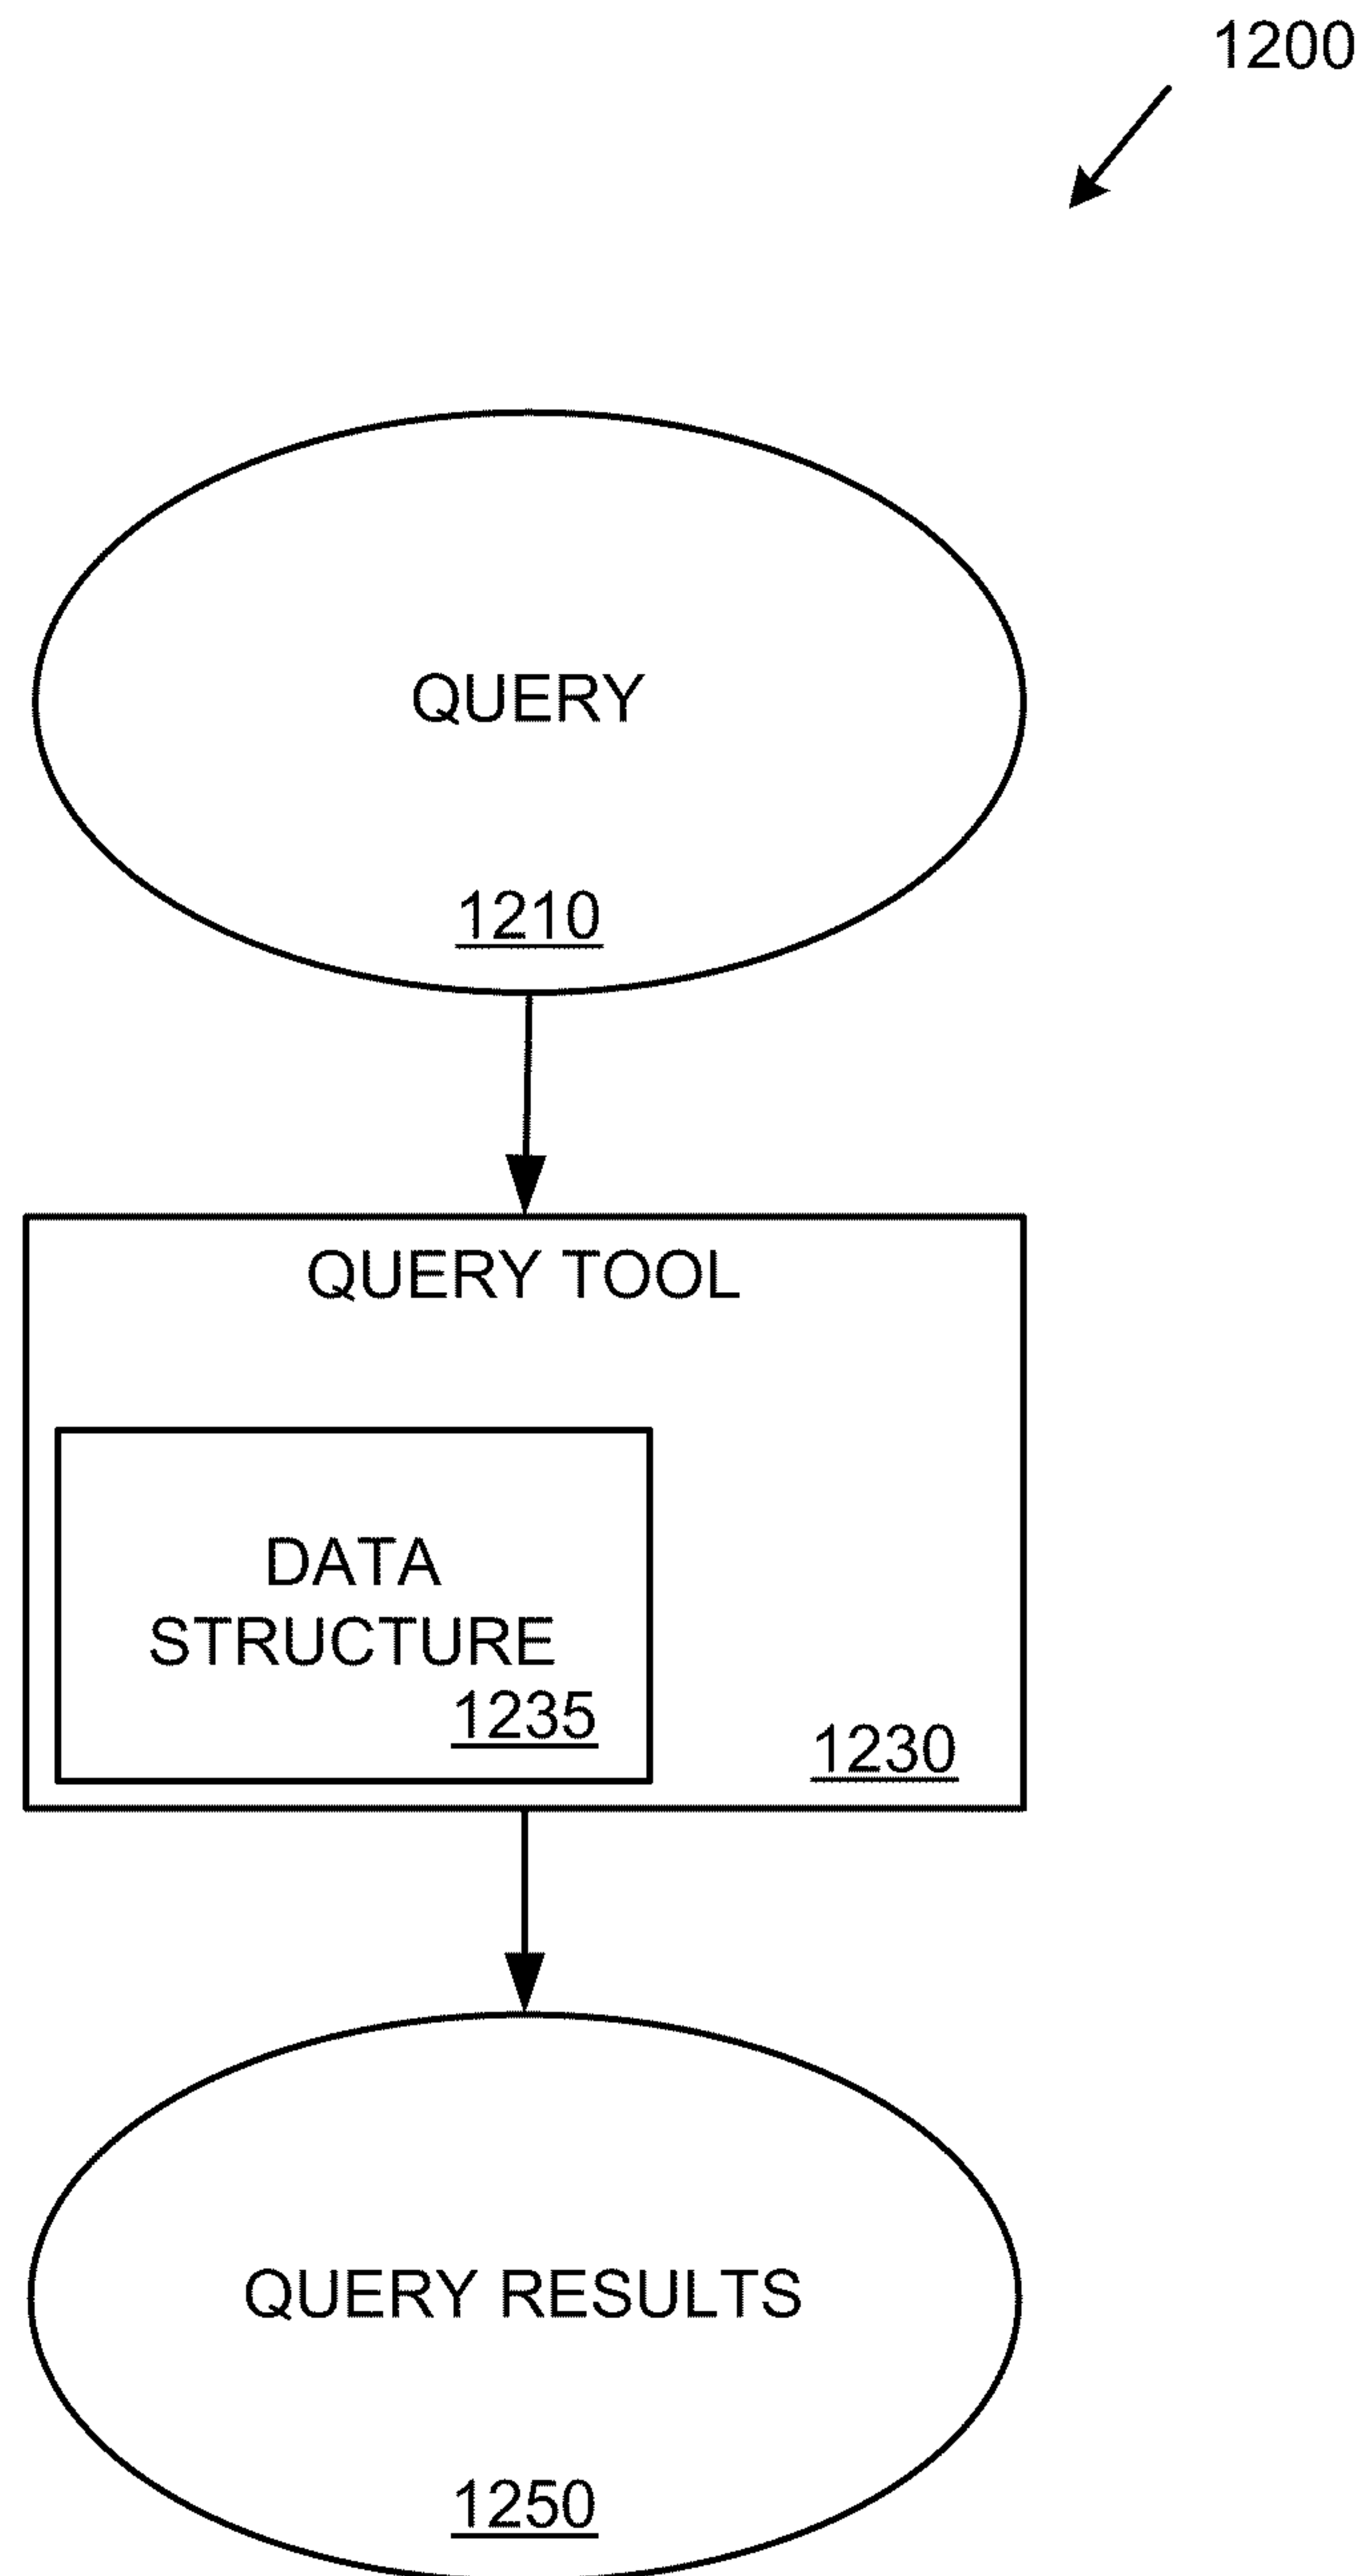 1200
QUERY
1210
QUERY TOOL
DATA
STRUCTURE
1235
1230
QUERY RESULTS
1250